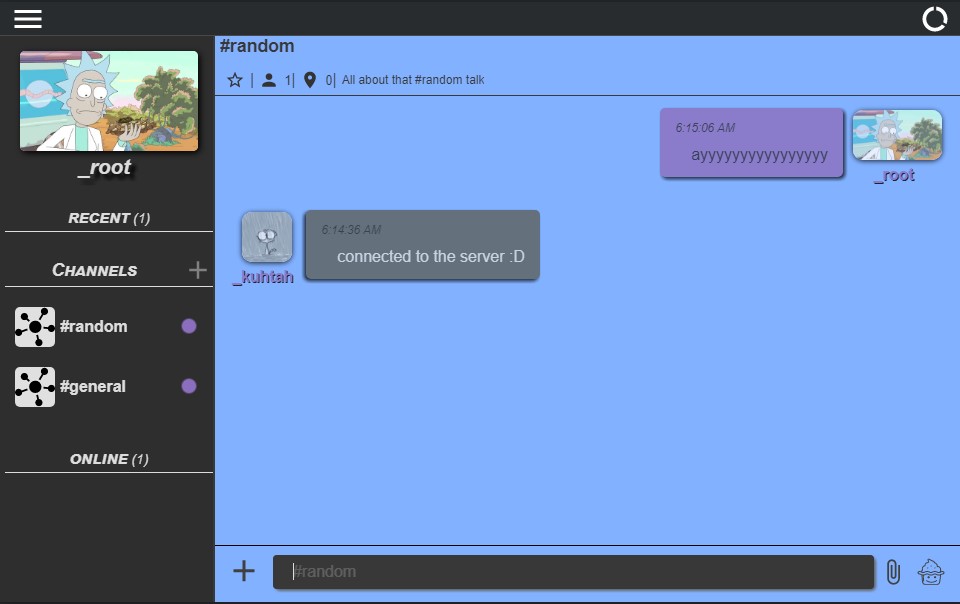 _root
RECENT (1)
CHANNELS
#random
#general
ONLINE (1)
#random
| 1| 0| All about that #random talk
6:15:06 AM
ayyyyyyyyyyyyyyyy
_root
6:14:36 AM
connected to the server :D
_kuhtah
#random